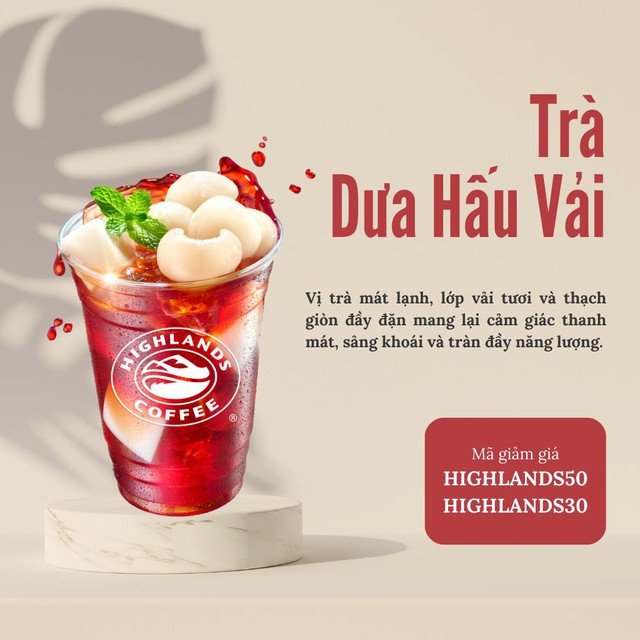 Trà
Dưa Hấu Vải
Vị trà mát lạnh, lớp vải tươi và thạch
giòn đầy đặn mang lại cảm giác thanh
mát, sảng khoái và tràn đầy năng lượng.
HIGHLANDS
COFFEE
®
Mã giảm giá
HIGHLANDS50
HIGHLANDS30